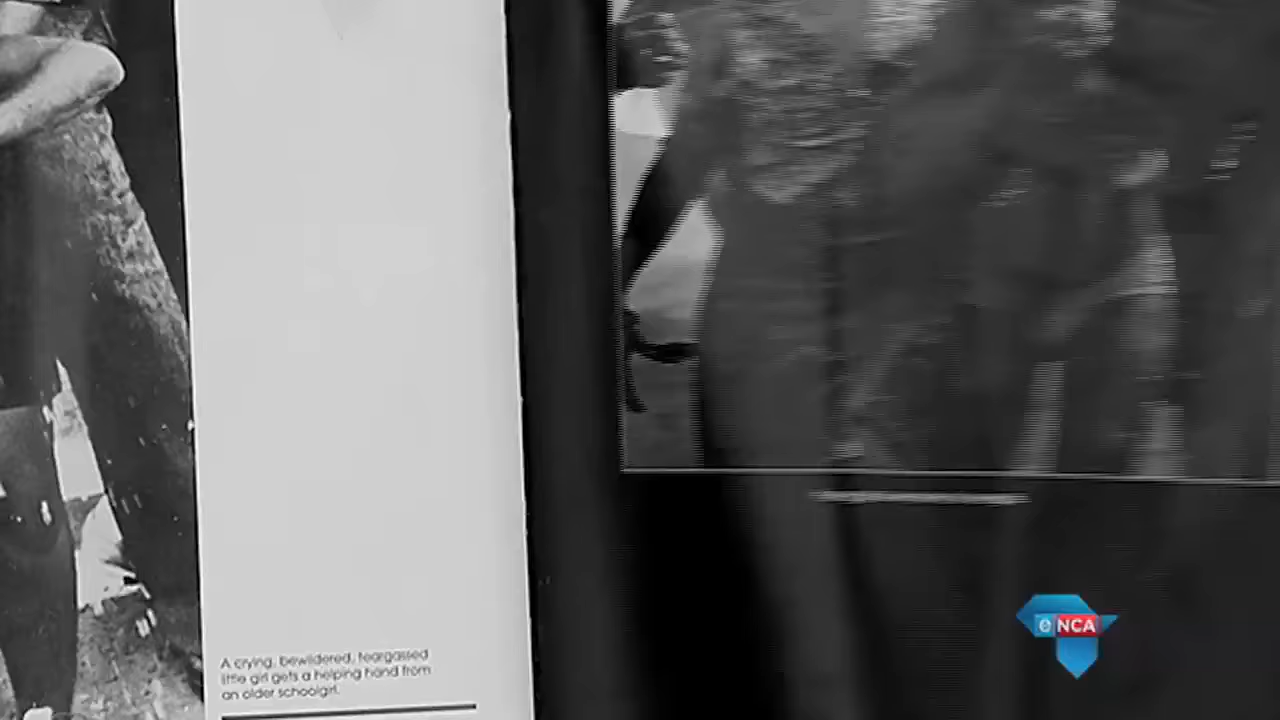 A crying, bewildered, teargassed
little girl gets a helping hand from
an older schoolgirl.
eNCA